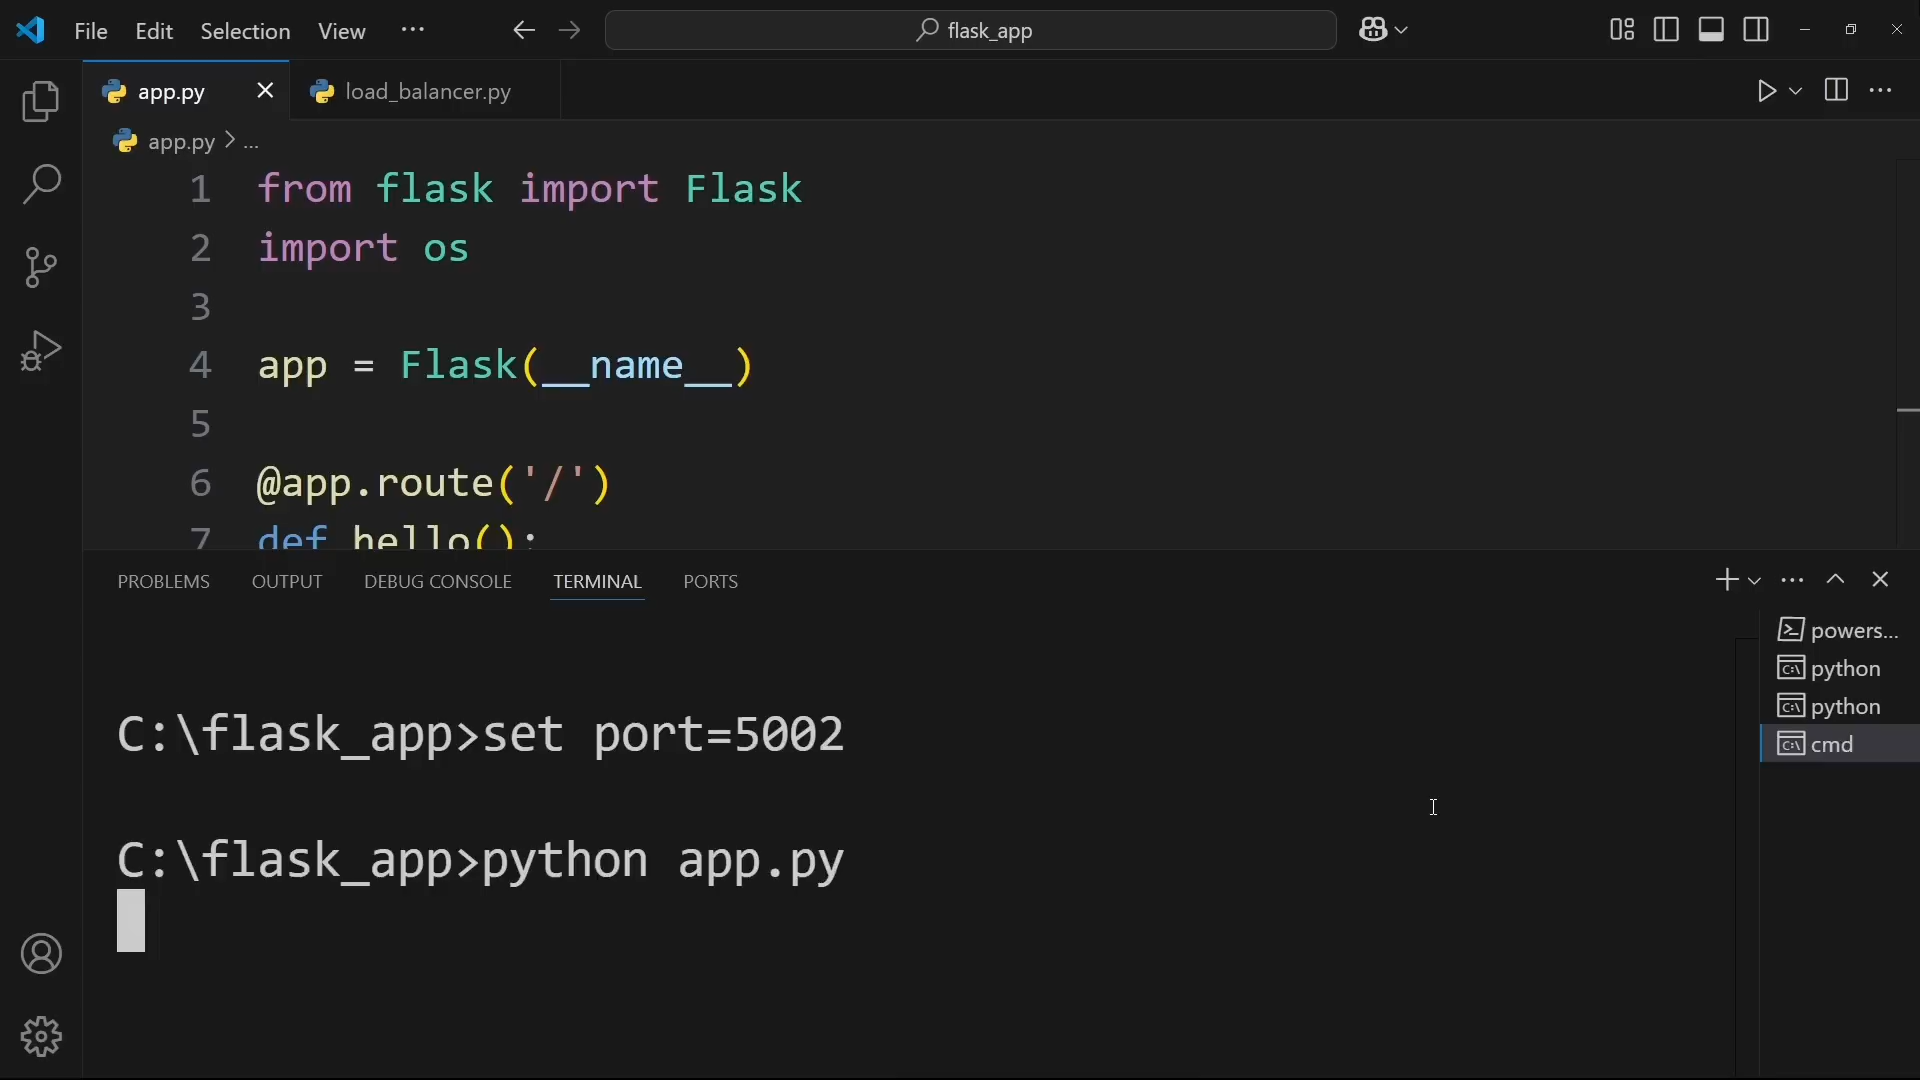 File Edit Selection View ... flask_app
app.py load_balancer.py
app.py > ...
1 from flask import Flask
2 import os
3
4 app = Flask(__name__)
5
6 @app.route('/')
7 def hello():
PROBLEMS OUTPUT DEBUG CONSOLE TERMINAL PORTS
powers...
python
python
cmd
C:\flask_app>set port=5002
C:\flask_app>python app.py